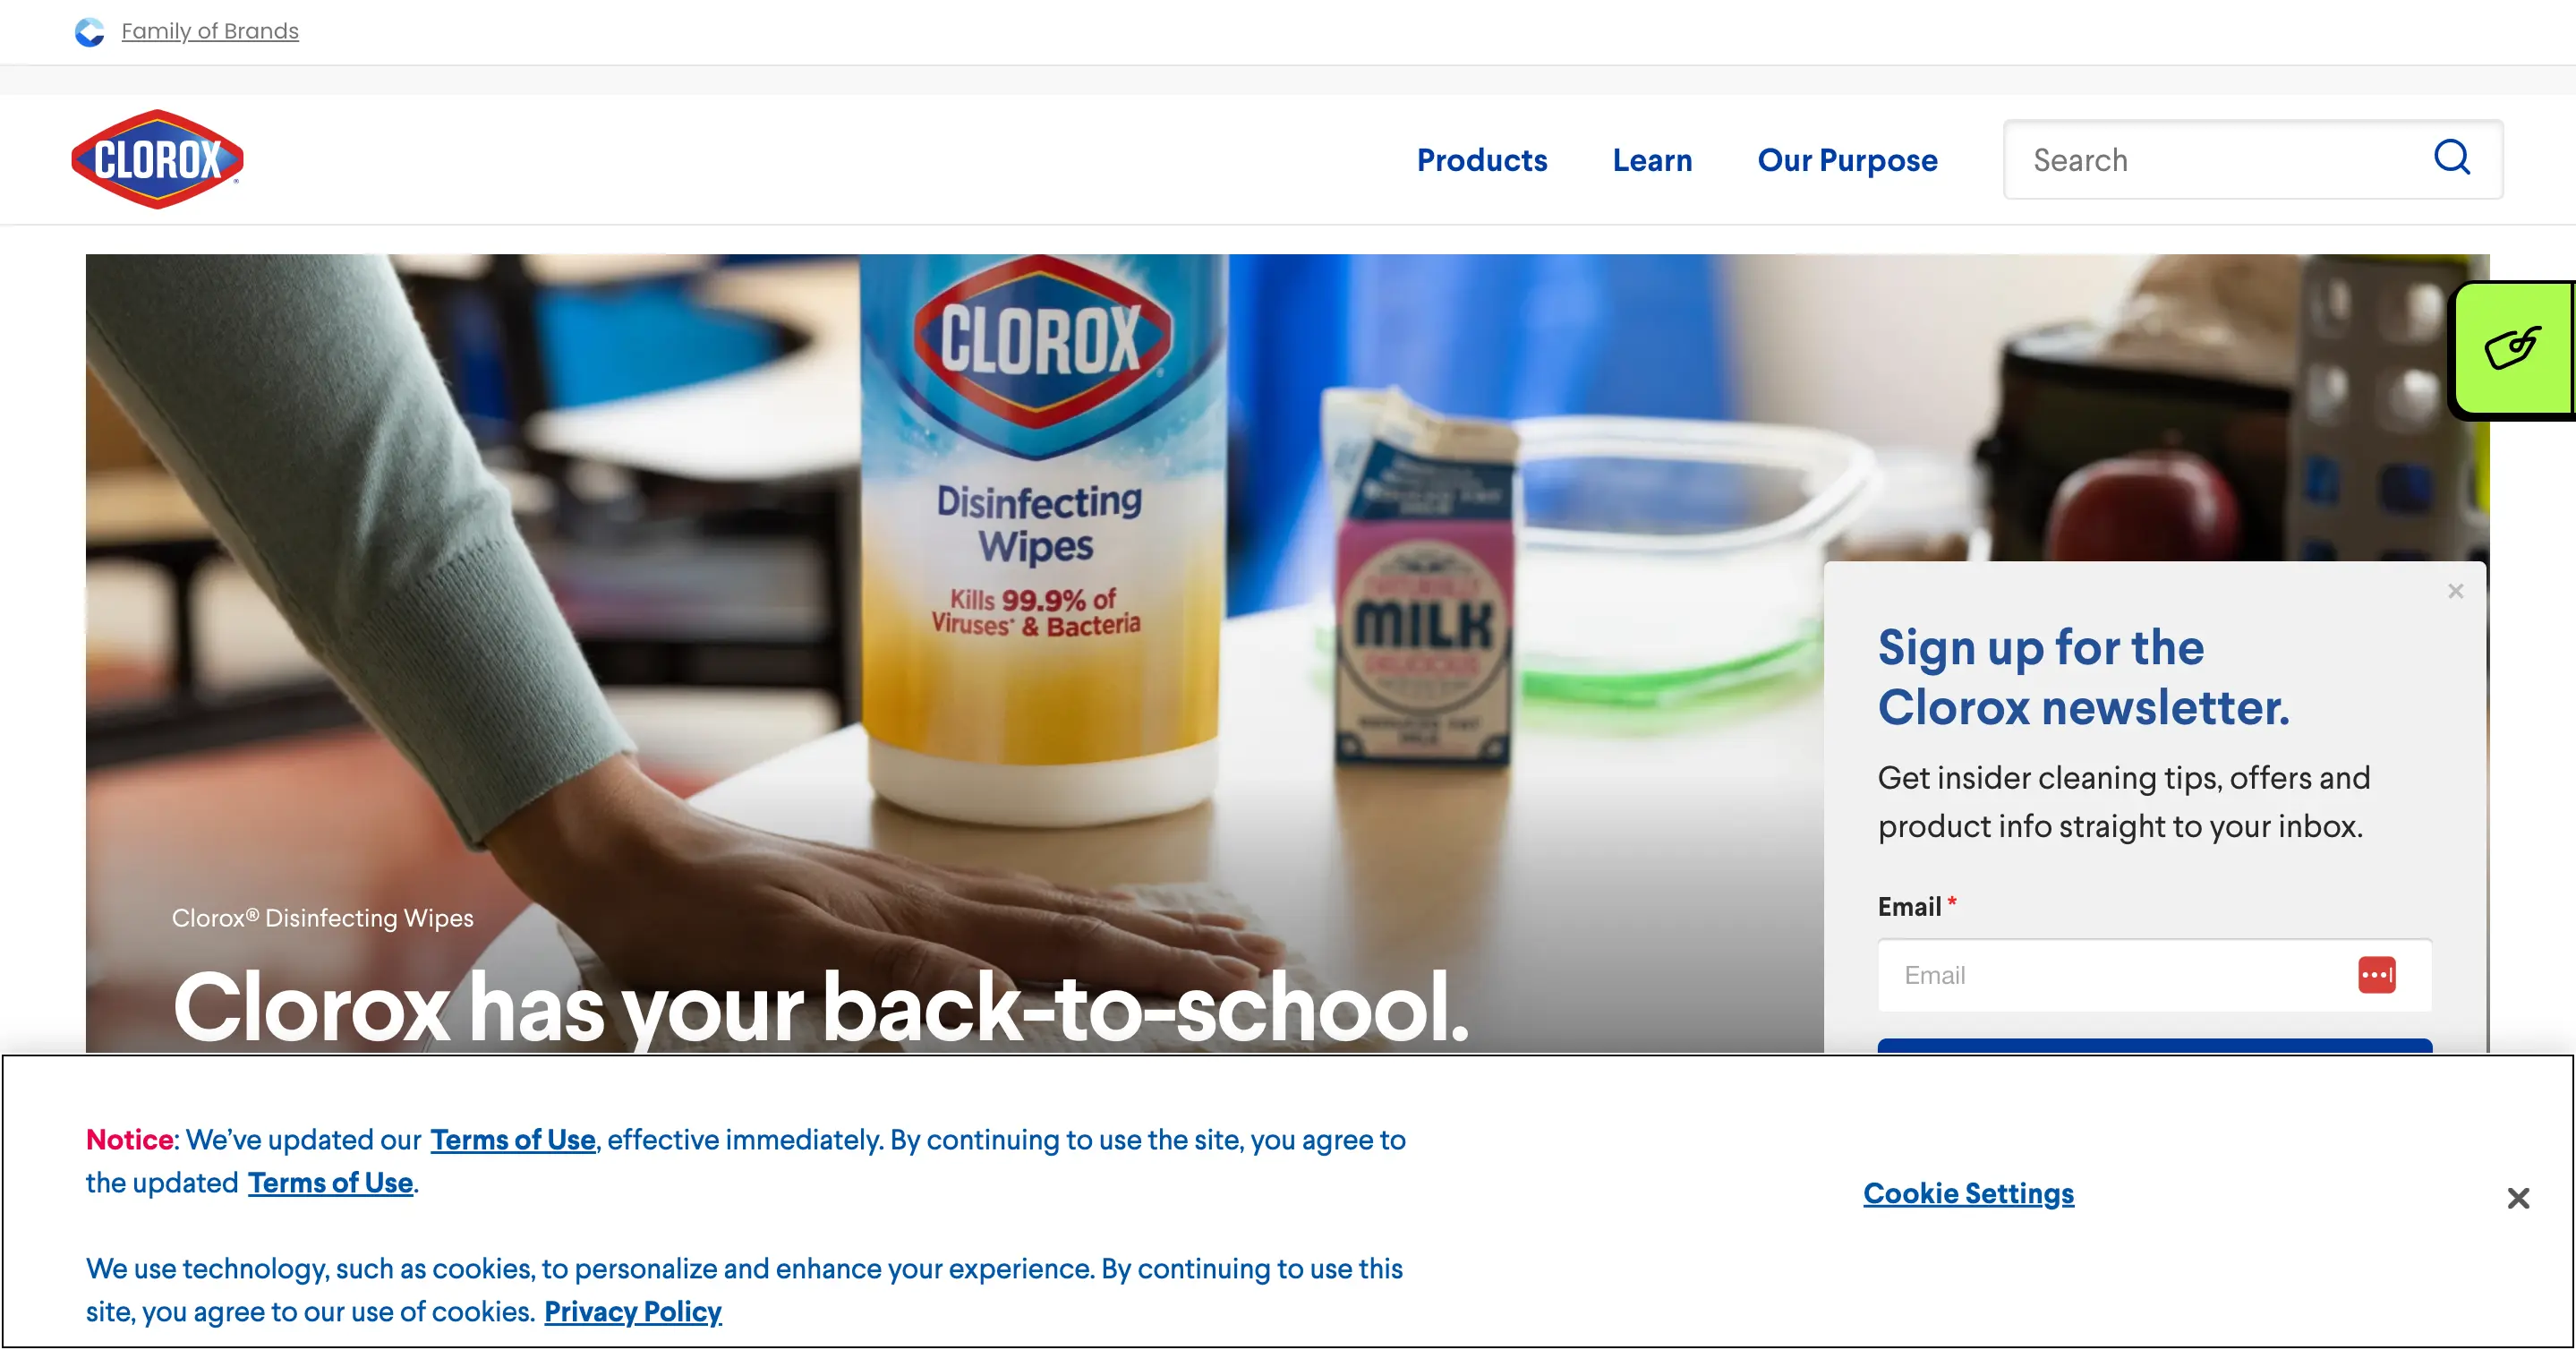 Family of Brands
CLOROX
Products
Learn
Our Purpose
Search
CLOROX
Disinfecting
Wipes
Kills 99.9% of
Viruses* & Bacteria
NATURALLY
MILK
DELICIOUS
REDUCED FAT
MILK
Clorox® Disinfecting Wipes
Clorox has your back-to-school.
Sign up for the
Clorox newsletter.
Get insider cleaning tips, offers and
product info straight to your inbox.
Email *
Email
Notice: We’ve updated our Terms of Use, effective immediately. By continuing to use the site, you agree to
the updated Terms of Use.
We use technology, such as cookies, to personalize and enhance your experience. By continuing to use this
site, you agree to our use of cookies. Privacy Policy
Cookie Settings